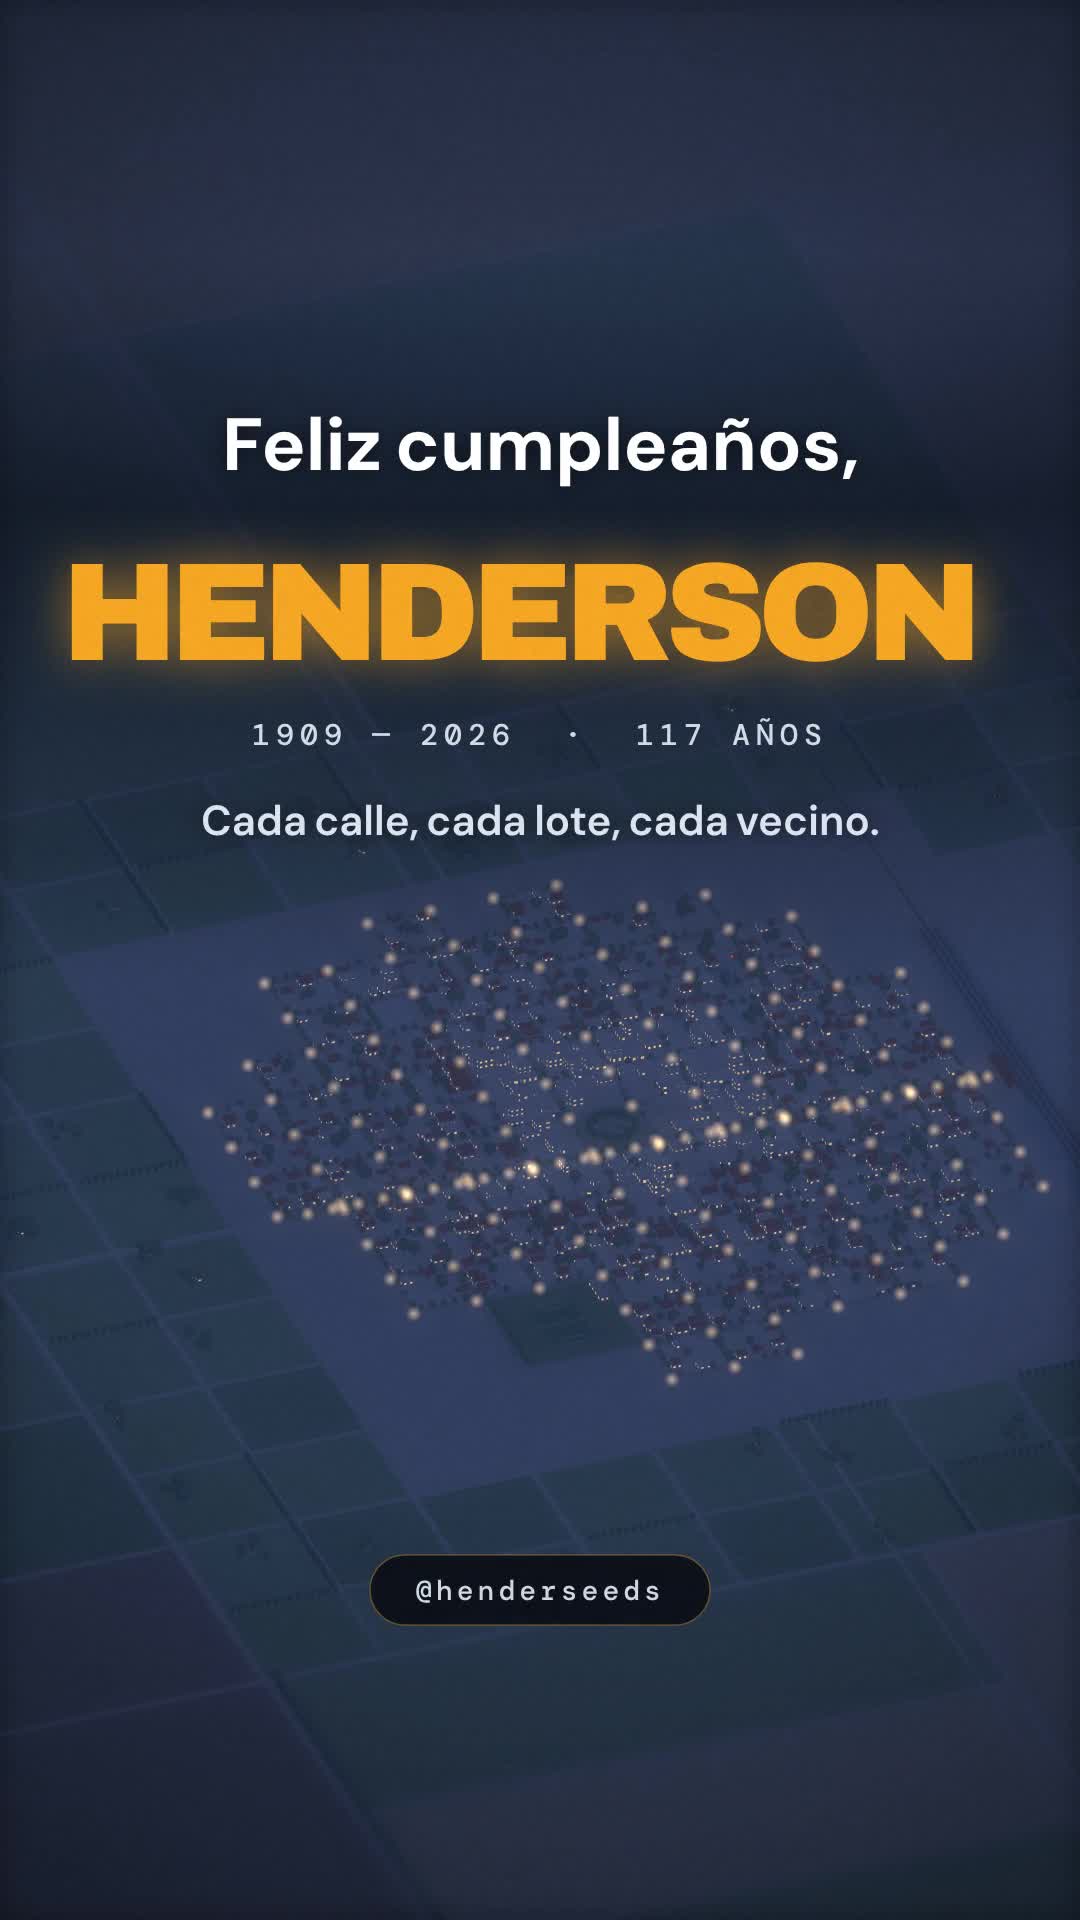 Feliz cumpleaños,
HENDERSON
1909 — 2026 · 117 AÑOS
Cada calle, cada lote, cada vecino.
@henderseeds